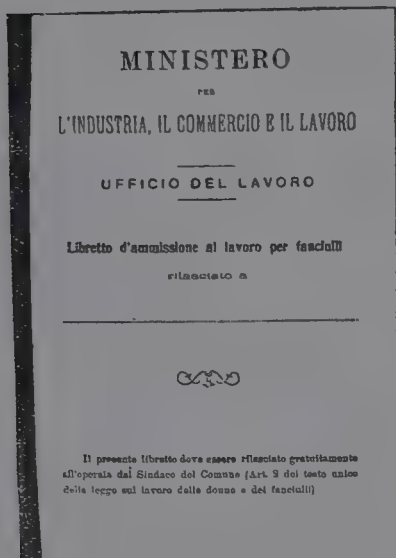 MINISTERO
PER
L'INDUSTRIA, IL COMMERCIO E IL LAVORO
UFFICIO DEL LAVORO
Libretto d'ammissione al lavoro per fanciulli
rilasciato a
Il presente libretto deve essere rilasciato gratuitamente
all'operaia dal Sindaco del Comune (Art. 2 del testo unico
della legge sul lavoro delle donne e dei fanciulli)